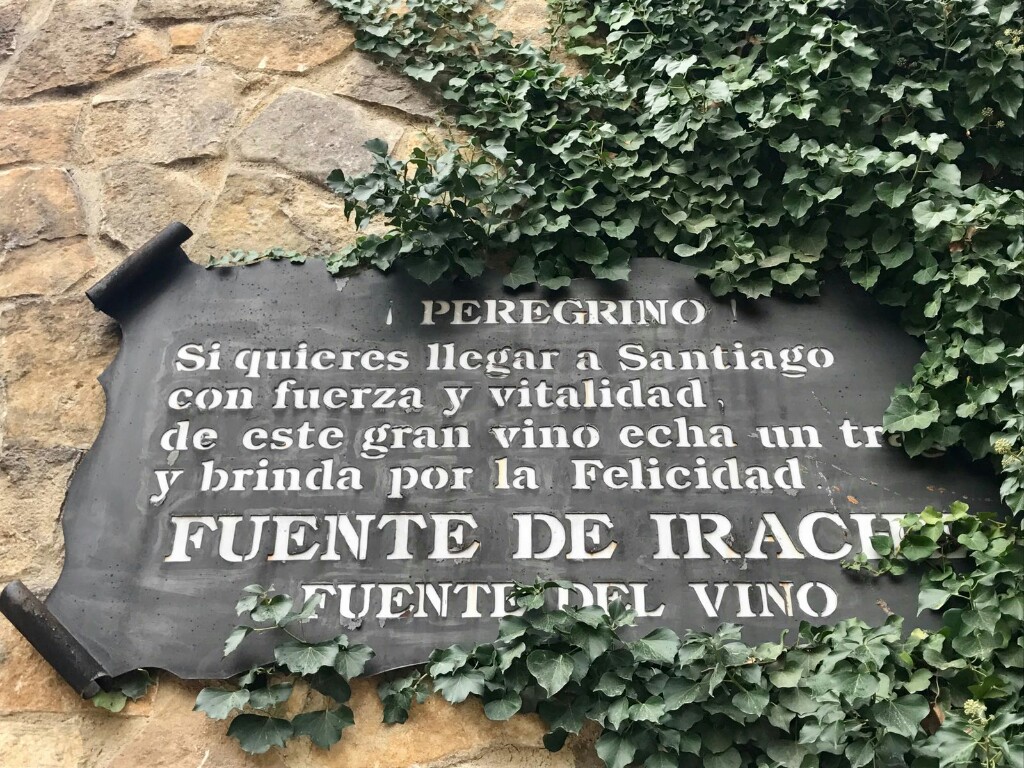 ¡ PEREGRINO !
Si quieres llegar a Santiago
con fuerza y vitalidad,
de este gran vino echa un
y brinda por la Felicidad
FUENTE DE IRACHE
FUENTE DEL VINO